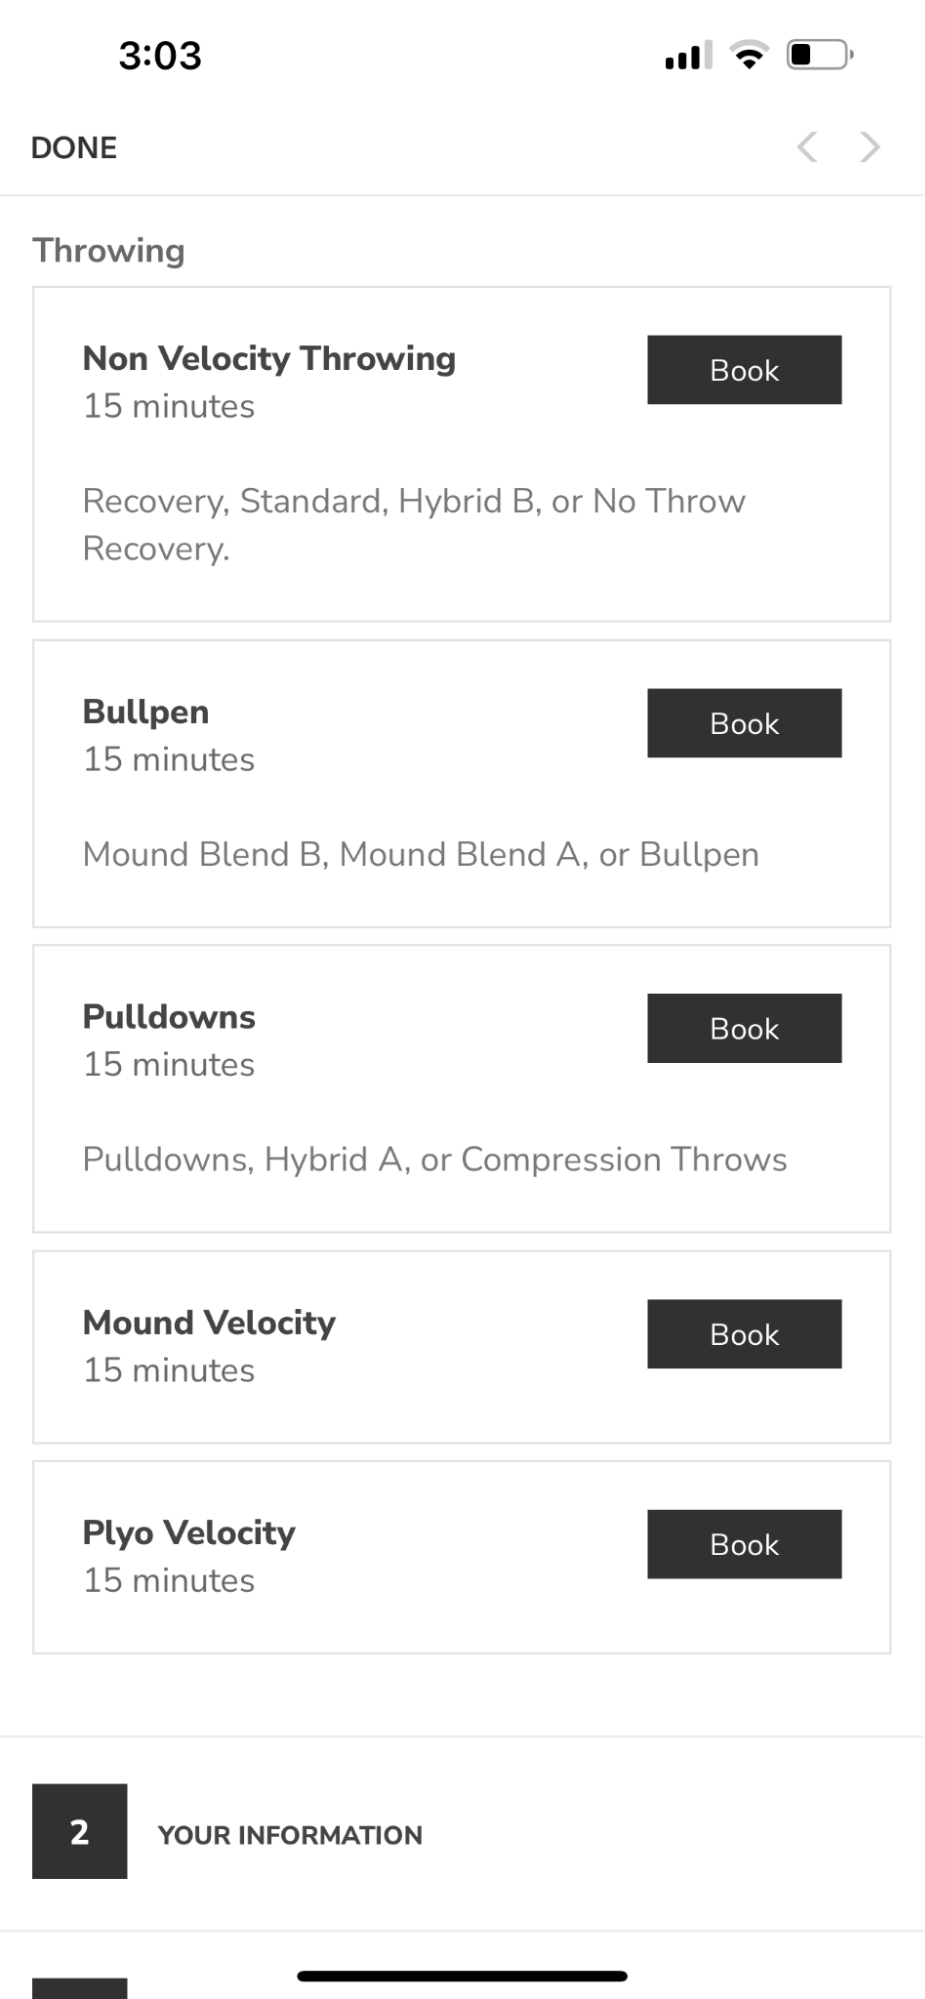 3:03
DONE
Throwing
Non Velocity Throwing
Book
15 minutes
Recovery, Standard, Hybrid B, or No Throw
Recovery.
Bullpen
Book
15 minutes
Mound Blend B, Mound Blend A, or Bullpen
Pulldowns
Book
15 minutes
Pulldowns, Hybrid A, or Compression Throws
Mound Velocity
Book
15 minutes
Plyo Velocity
Book
15 minutes
2
YOUR INFORMATION